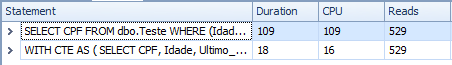 Statement Duration CPU Reads
SELECT CPF FROM dbo.Teste WHERE (Idad... 109 109 529
WITH CTE AS ( SELECT CPF, Idade, Ultimo_... 18 16 529